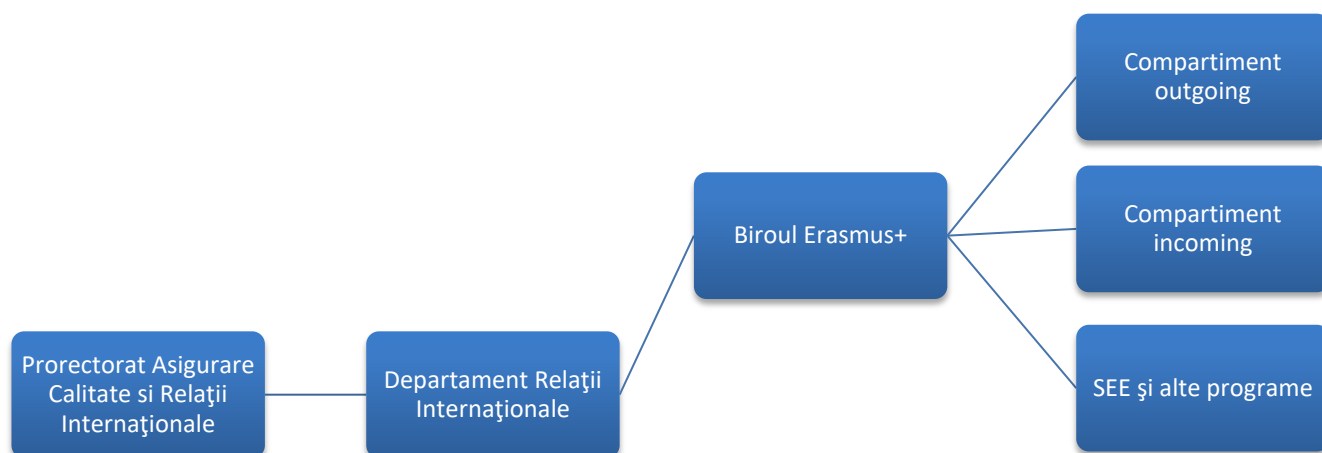 Prorectorat Asigurare
Calitate si Relaţii
Internaţionale
Departament Relaţii
Internaţionale
Biroul Erasmus+
Compartiment
outgoing
Compartiment
incoming
SEE şi alte programe